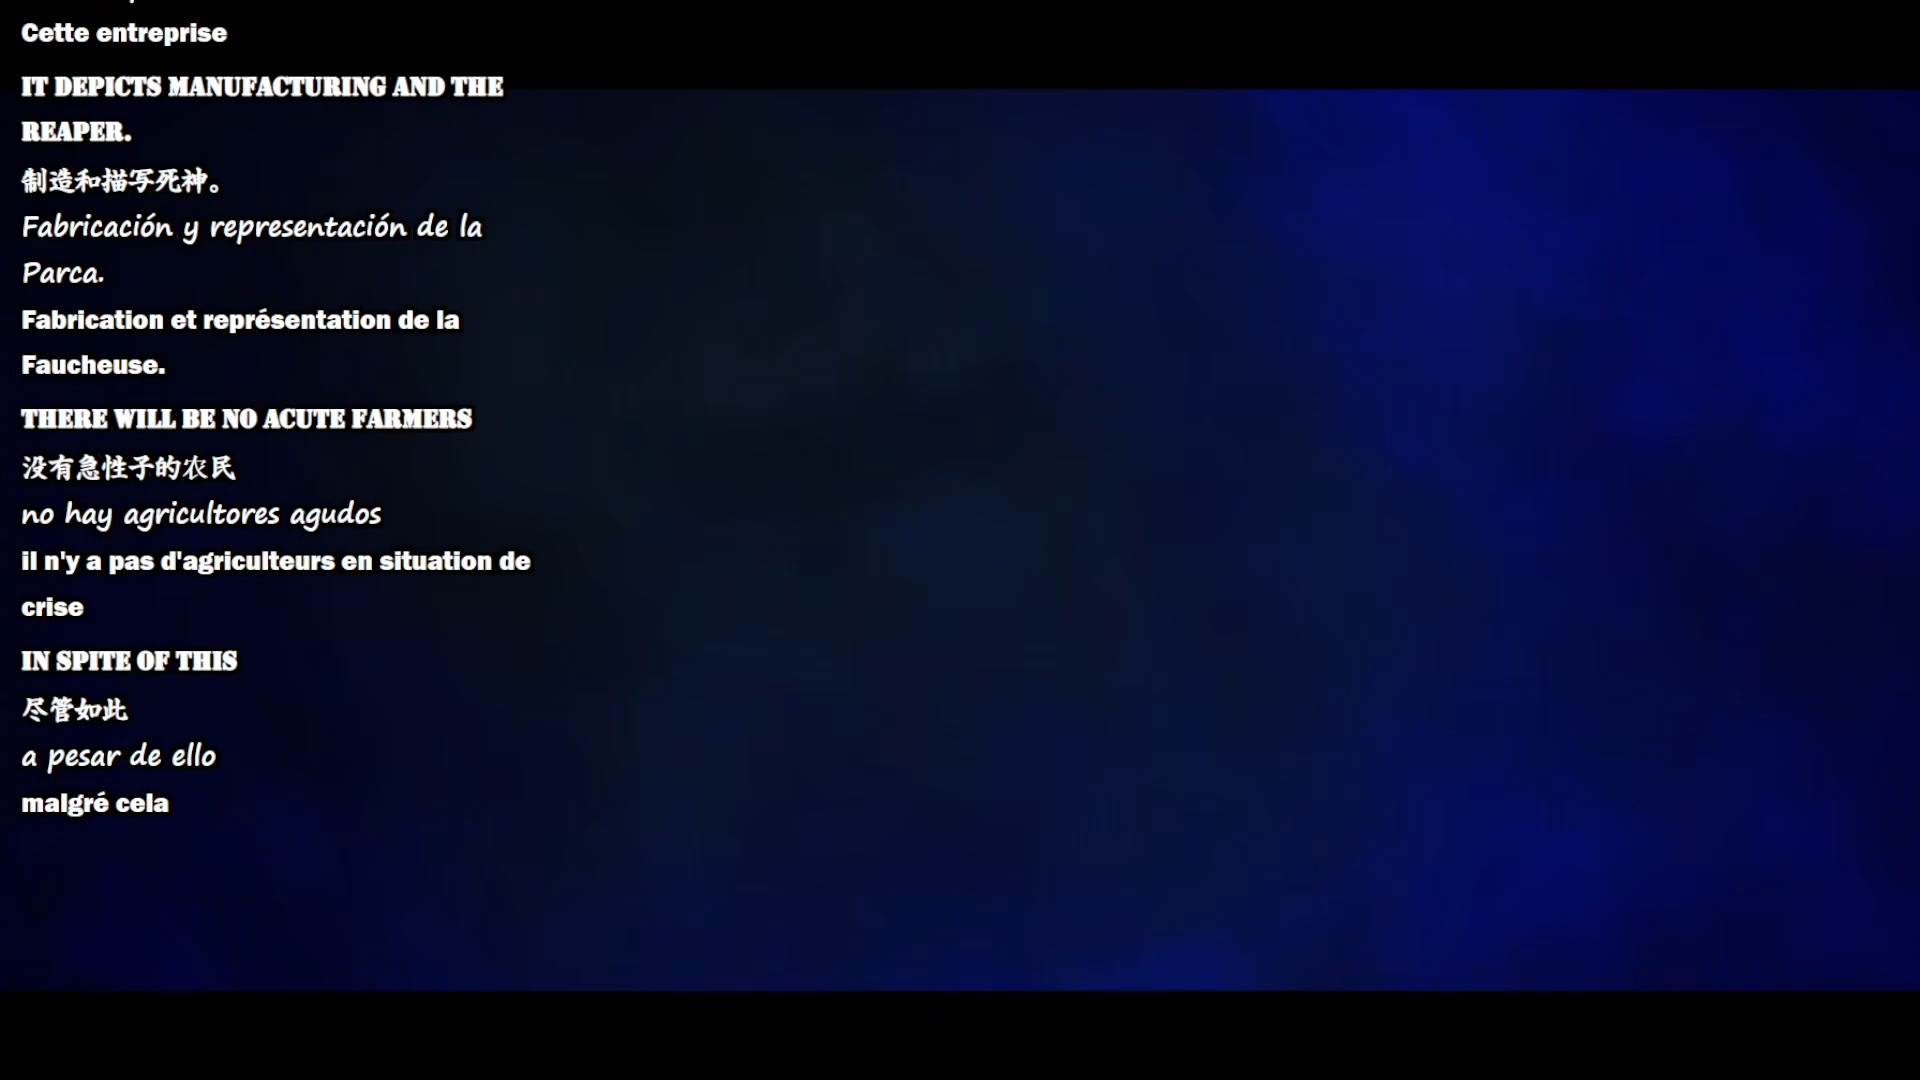 Cette entreprise
IT DEPICTS MANUFACTURING AND THE
REAPER.
制造和描写死神。
Fabricación y representación de la
Parca.
Fabrication et représentation de la
Faucheuse.
THERE WILL BE NO ACUTE FARMERS
没有急性子的农民
no hay agricultores agudos
il n'y a pas d'agriculteurs en situation de
crise
IN SPITE OF THIS
尽管如此
a pesar de ello
malgré cela